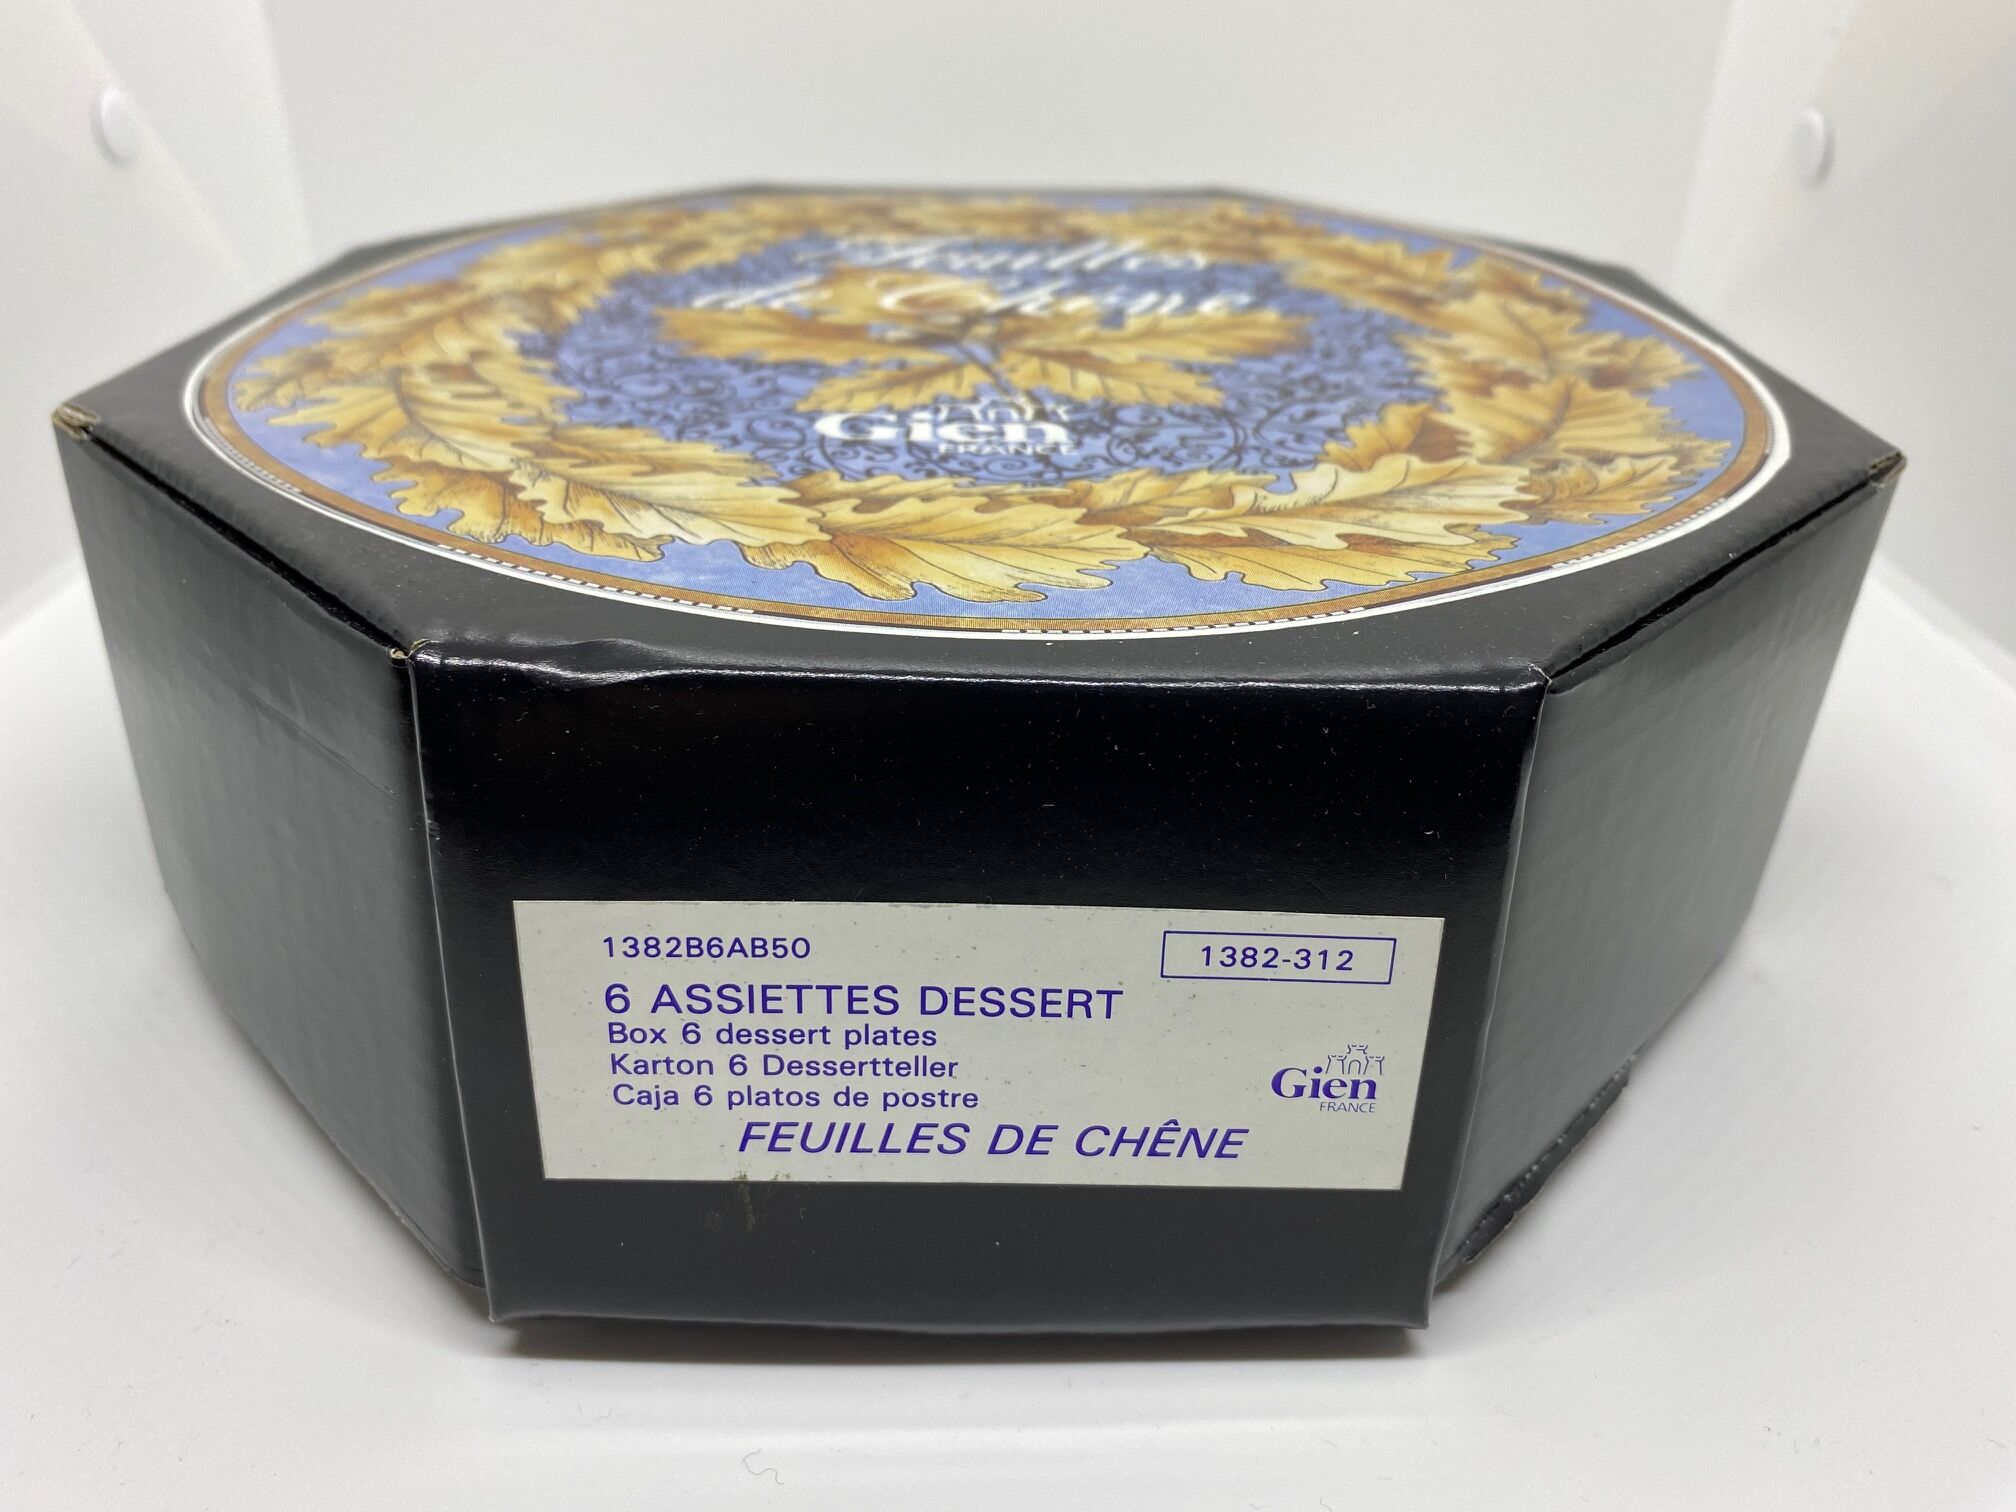 Feuilles
de Chêne
Gien
FRANCE
1382B6AB50
1382-312
6 ASSIETTES DESSERT
Box 6 dessert plates
Karton 6 Dessertteller
Caja 6 platos de postre
Gien
FRANCE
FEUILLES DE CHÊNE